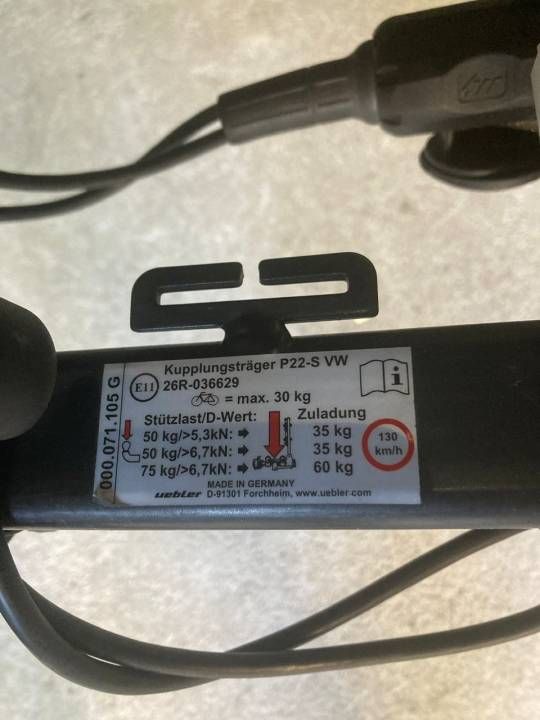 000.071.105 G
Kupplungsträger P22-S VW
E11 26R-036629
= max. 30 kg
Stützlast/D-Wert: Zuladung
50 kg/>5,3kN: 35 kg
50 kg/>6,7kN: 35 kg
75 kg/>6,7kN: 60 kg
130
km/h
MADE IN GERMANY
uebler D-91301 Forchheim, www.uebler.com
i